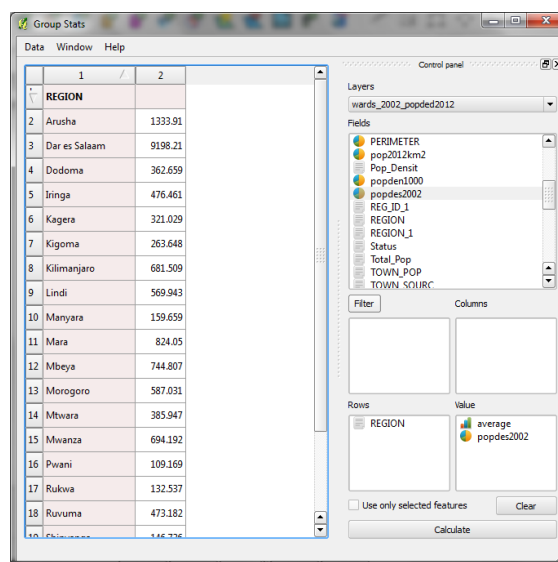 Group Stats
Data Window Help
1 / 2
REGION
2 Arusha 1333.91
3 Dar es Salaam 9198.21
4 Dodoma 362.659
5 Iringa 476.461
6 Kagera 321.029
7 Kigoma 263.648
8 Kilimanjaro 681.509
9 Lindi 569.943
10 Manyara 159.659
11 Mara 824.05
12 Mbeya 744.807
13 Morogoro 587.031
14 Mtwara 385.947
15 Mwanza 694.192
16 Pwani 109.169
17 Rukwa 132.537
18 Ruvuma 473.182
19 Shinyanga 146.726
Control panel
Layers
wards_2002_popded2012
Fields
PERIMETER
pop2012km2
Pop_Densit
popden1000
popdes2002
REG_ID_1
REGION
REGION_1
Status
Total_Pop
TOWN_POP
TOWN_SOURC
Filter Columns
Rows Value
REGION
average
popdes2002
Use only selected features Clear
Calculate